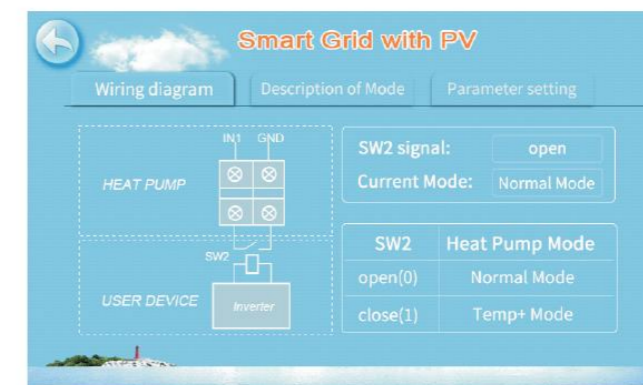 Smart Grid with PV
Wiring diagram
Description of Mode
Parameter setting
IN1 GND
HEAT PUMP
SW2
USER DEVICE
Inverter
SW2 signal: open
Current Mode: Normal Mode
SW2 Heat Pump Mode
open(0) Normal Mode
close(1) Temp+ Mode